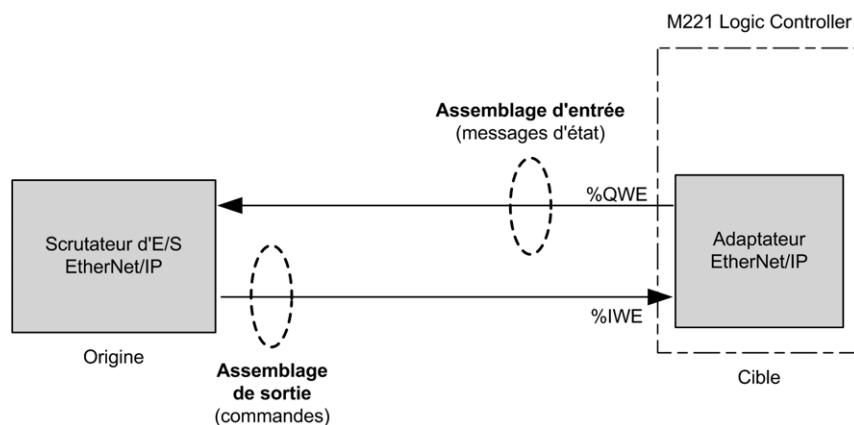 M221 Logic Controller
Assemblage d'entrée
(messages d'état)
%QWE
Scrutateur d'E/S
EtherNet/IP
Adaptateur
EtherNet/IP
%IWE
Origine
Assemblage
de sortie
(commandes)
Cible